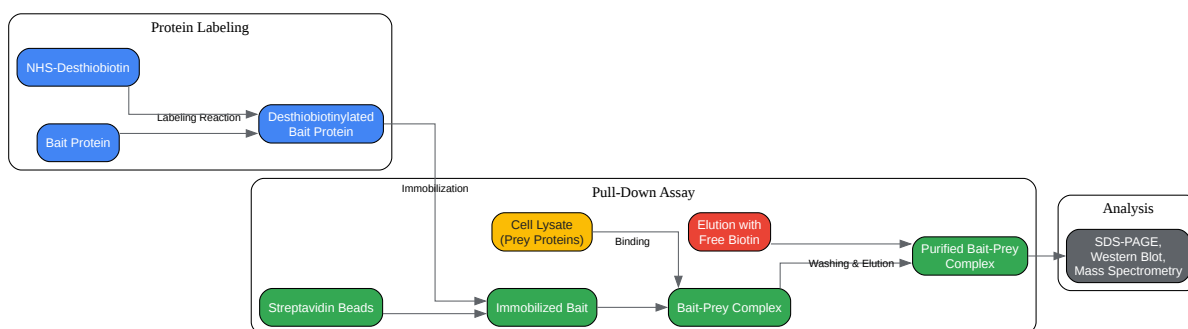 Protein Labeling
NHS-Desthiobiotin
Labeling Reaction
Desthiobiotinylated
Bait Protein
Bait Protein
Immobilization
Pull-Down Assay
Cell Lysate
(Prey Proteins)
Binding
Elution with
Free Biotin
Washing & Elution
Purified Bait-Prey
Complex
Streptavidin Beads
Immobilized Bait
Bait-Prey Complex
Analysis
SDS-PAGE,
Western Blot,
Mass Spectrometry